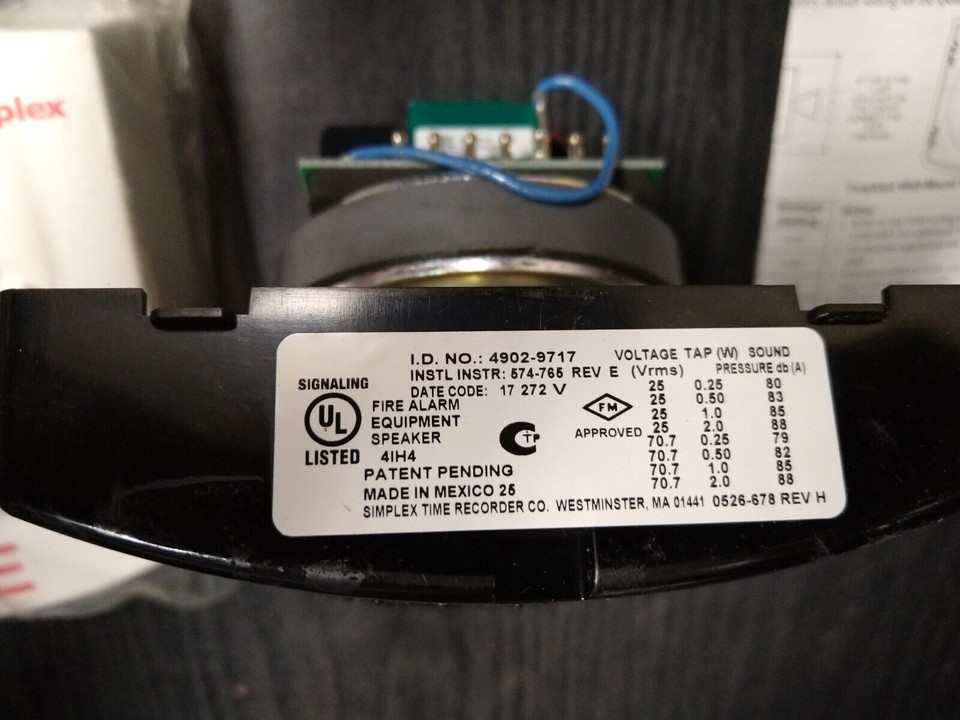 plex
I.D. NO.: 4902-9717
INSTL INSTR: 574-765 REV E
DATE CODE: 17 272 V
SIGNALING
UL
LISTED
FIRE ALARM
EQUIPMENT
SPEAKER
4IH4
PATENT PENDING
MADE IN MEXICO 25
SIMPLEX TIME RECORDER CO. WESTMINSTER, MA 01441 0526-678 REV H
FM
APPROVED
VOLTAGE TAP (W) SOUND
(Vrms) PRESSURE db (A)
25 0.25 80
25 0.50 83
25 1.0 85
25 2.0 88
70.7 0.25 79
70.7 0.50 82
70.7 1.0 85
70.7 2.0 88